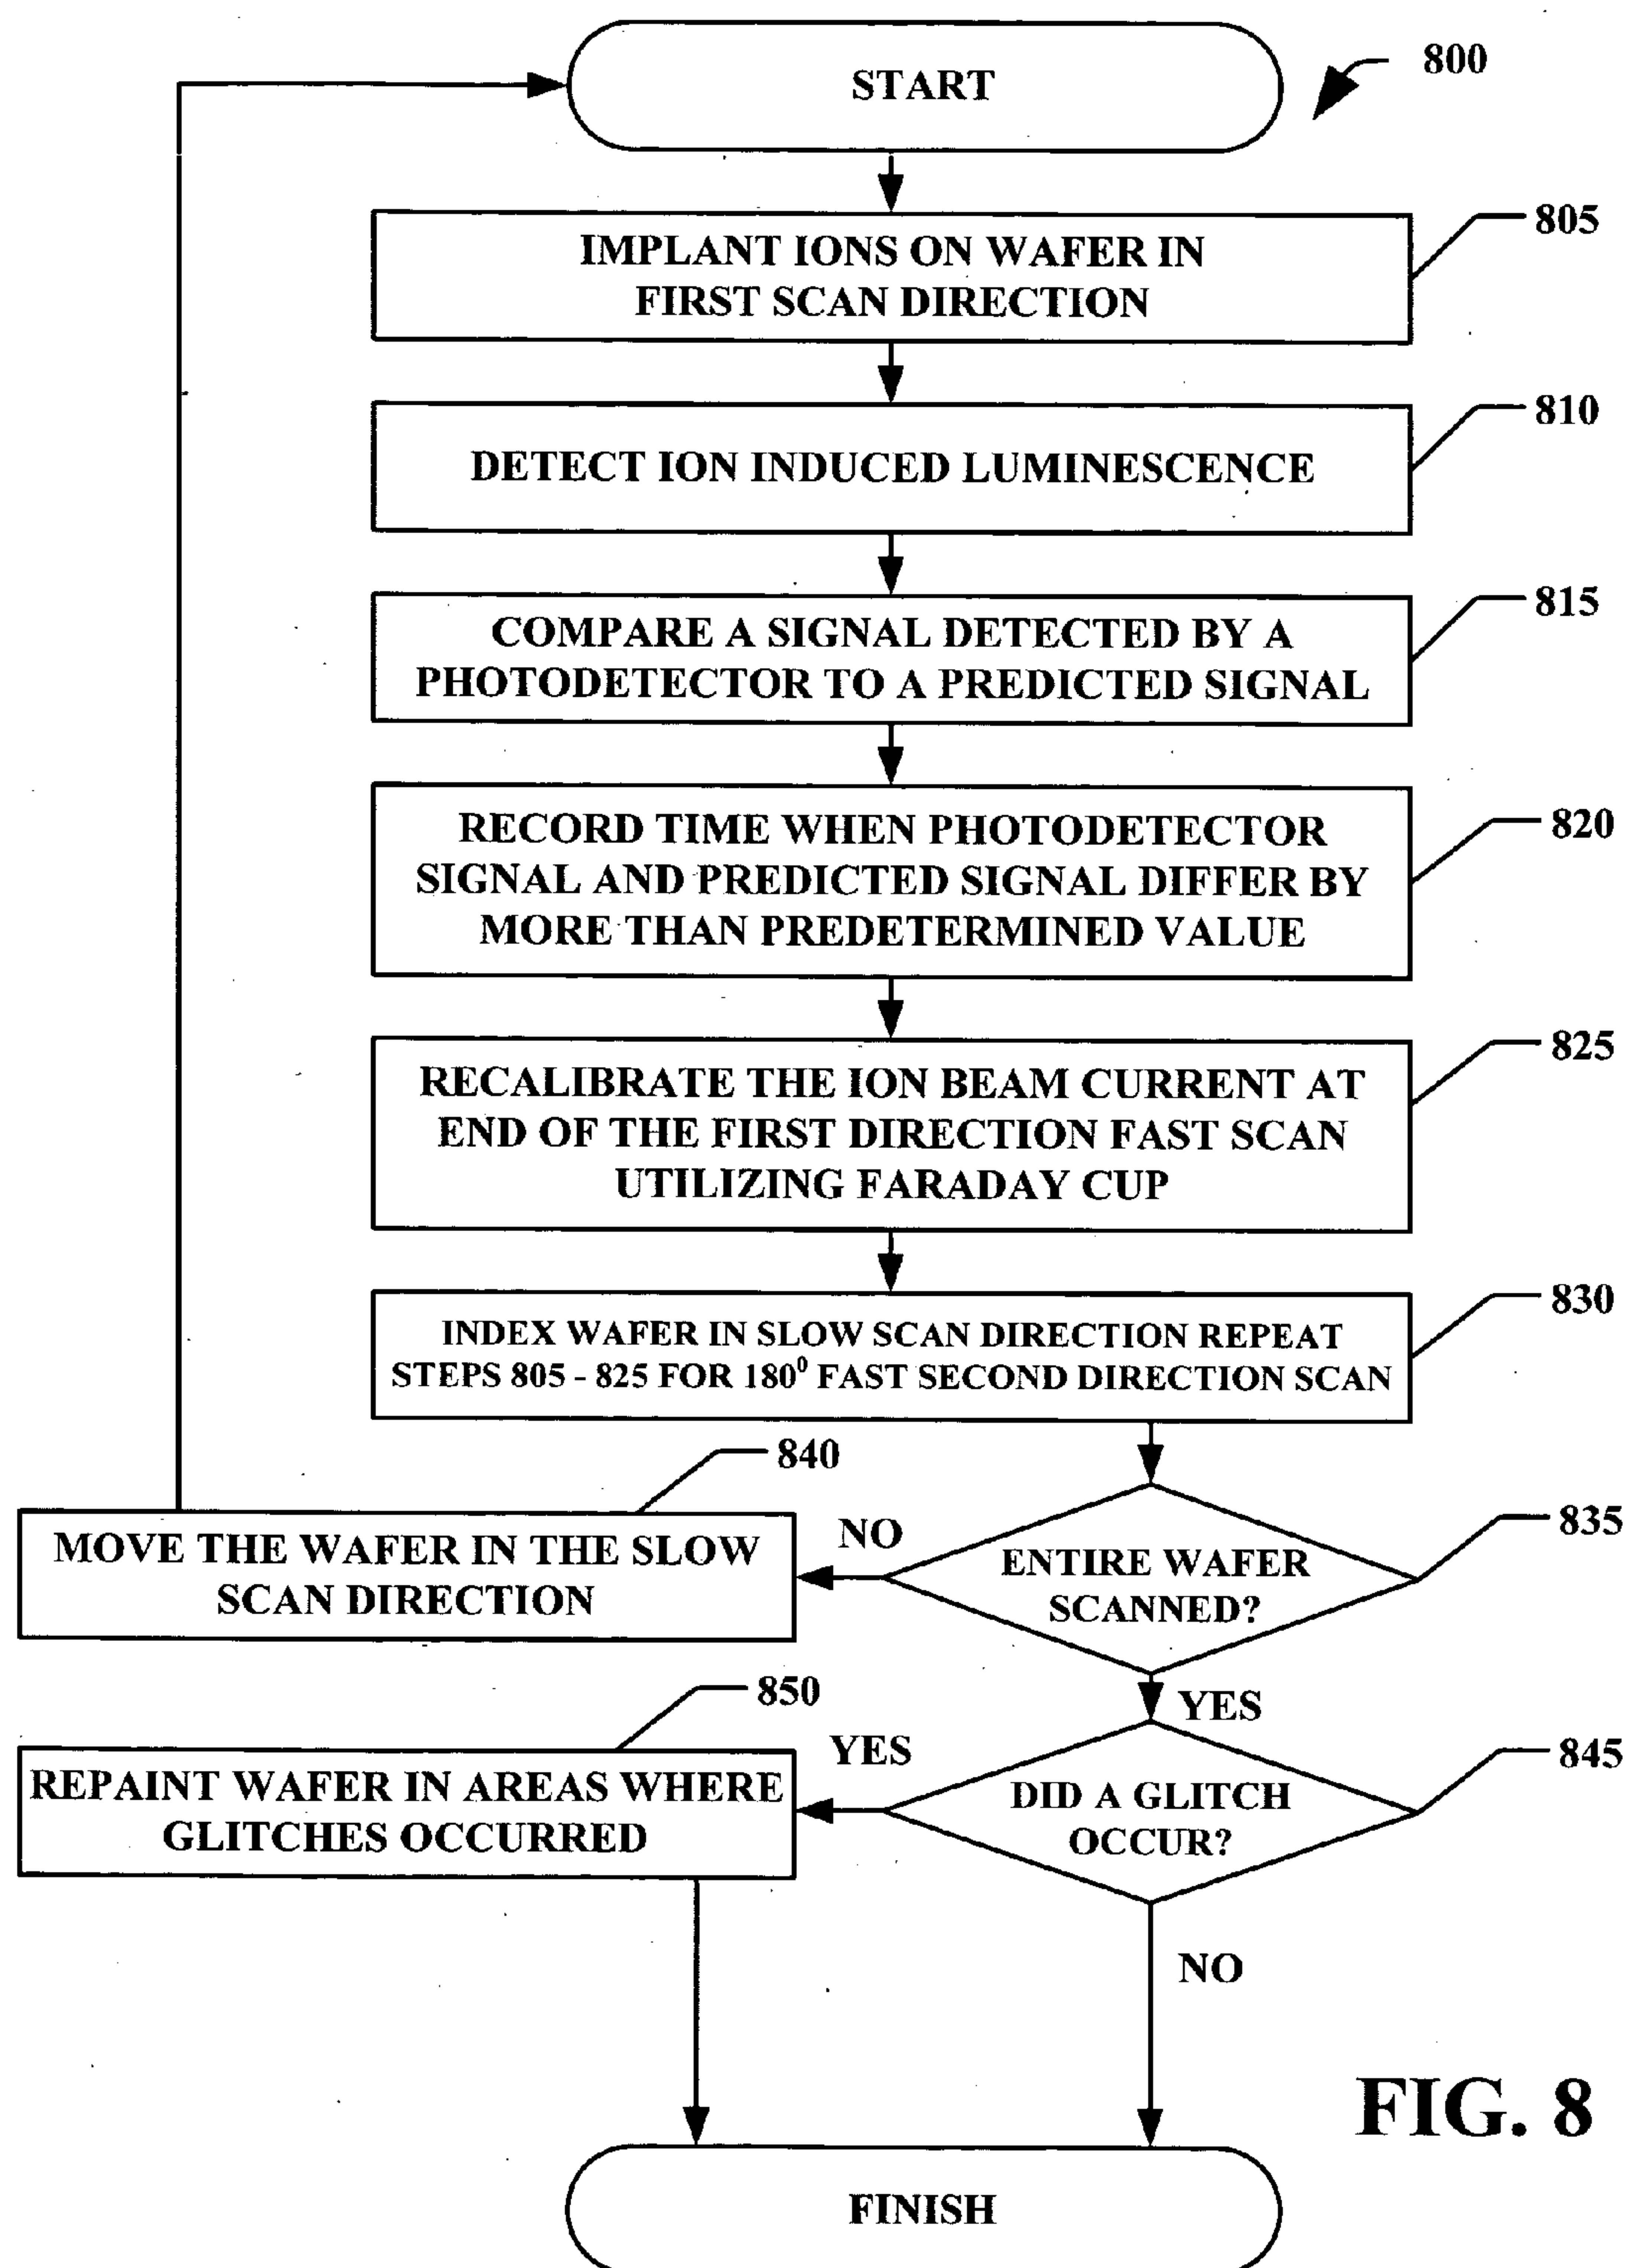 START
800
IMPLANT IONS ON WAFER IN
FIRST SCAN DIRECTION
805
DETECT ION INDUCED LUMINESCENCE
810
COMPARE A SIGNAL DETECTED BY A
PHOTODETECTOR TO A PREDICTED SIGNAL
815
RECORD TIME WHEN PHOTODETECTOR
SIGNAL AND PREDICTED SIGNAL DIFFER BY
MORE THAN PREDETERMINED VALUE
820
RECALIBRATE THE ION BEAM CURRENT AT
END OF THE FIRST DIRECTION FAST SCAN
UTILIZING FARADAY CUP
825
INDEX WAFER IN SLOW SCAN DIRECTION REPEAT
STEPS 805 - 825 FOR 180⁰ FAST SECOND DIRECTION SCAN
830
840
MOVE THE WAFER IN THE SLOW
SCAN DIRECTION
NO
ENTIRE WAFER
SCANNED?
835
YES
850
REPAINT WAFER IN AREAS WHERE
GLITCHES OCCURRED
YES
DID A GLITCH
OCCUR?
845
NO
FIG. 8
FINISH